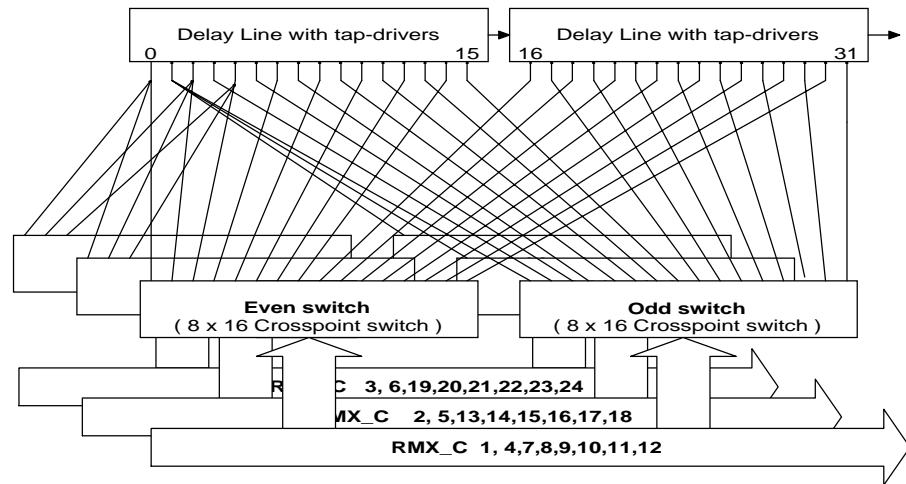 Delay Line with tap-drivers Delay Line with tap-drivers
0 15 16 31
Even switch Odd switch
( 8 x 16 Crosspoint switch ) ( 8 x 16 Crosspoint switch )
3, 6,19,20,21,22,23,24
2, 5,13,14,15,16,17,18
RMX_C 1, 4,7,8,9,10,11,12